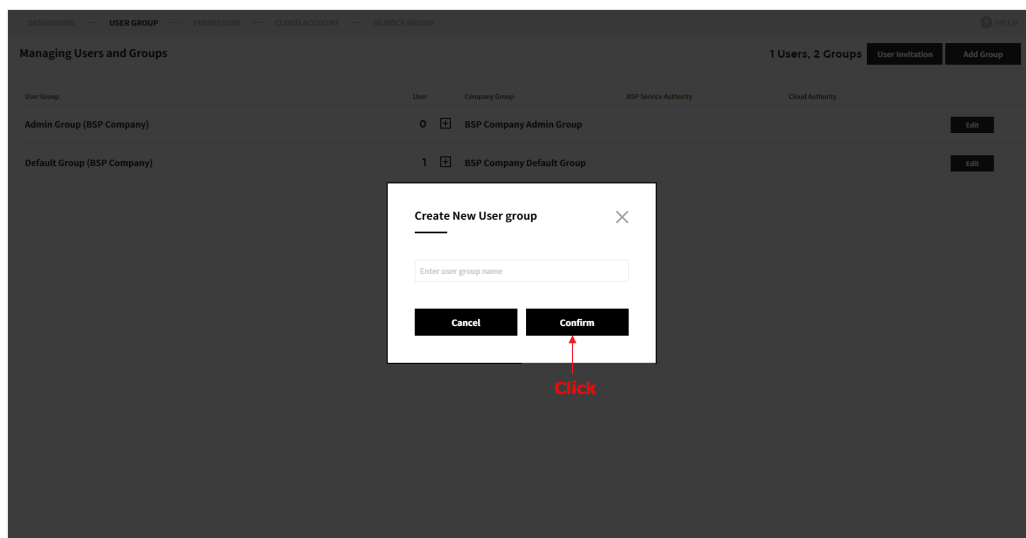 DASHBOARD — USER GROUP — PERMISSION — CLOUD ACCOUNT — SERVICE GROUP ? HELP
Managing Users and Groups 1 Users, 2 Groups User Invitation Add Group
User Group User Company Group BSP Service Authority Cloud Authority
Admin Group (BSP Company) 0 + BSP Company Admin Group Edit
Default Group (BSP Company) 1 + BSP Company Default Group Edit
Create New User group
Enter user group name
Cancel Confirm
Click